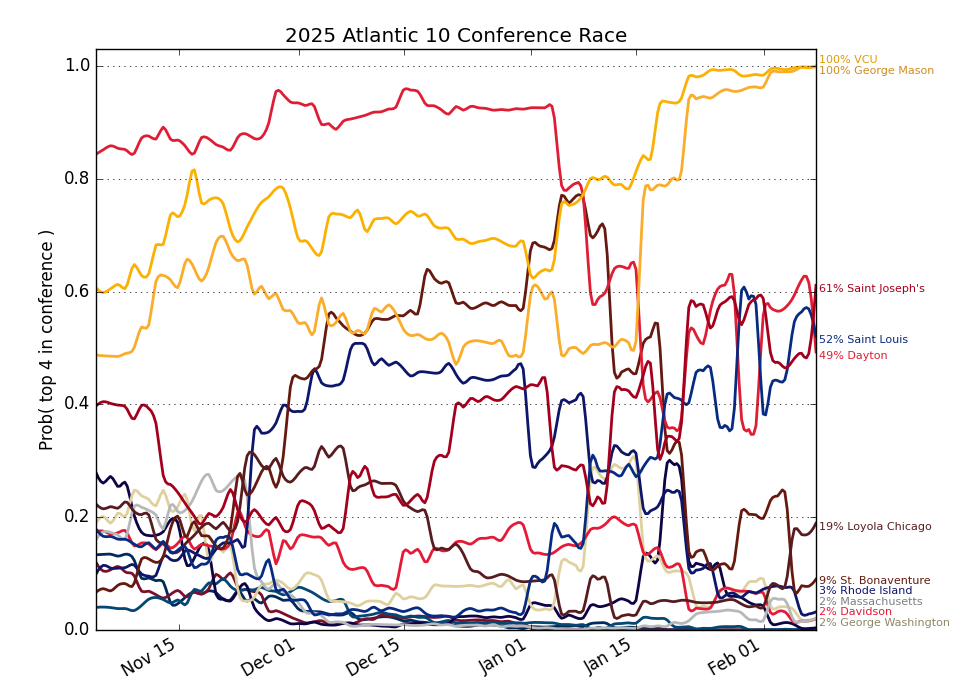 2025 Atlantic 10 Conference Race
Prob( top 4 in conference )
1.0
0.8
0.6
0.4
0.2
0.0
Nov 15
Dec 01
Dec 15
Jan 01
Jan 15
Feb 01
100% VCU
100% George Mason
61% Saint Joseph's
52% Saint Louis
49% Dayton
19% Loyola Chicago
9% St. Bonaventure
3% Rhode Island
2% Massachusetts
2% Davidson
2% George Washington